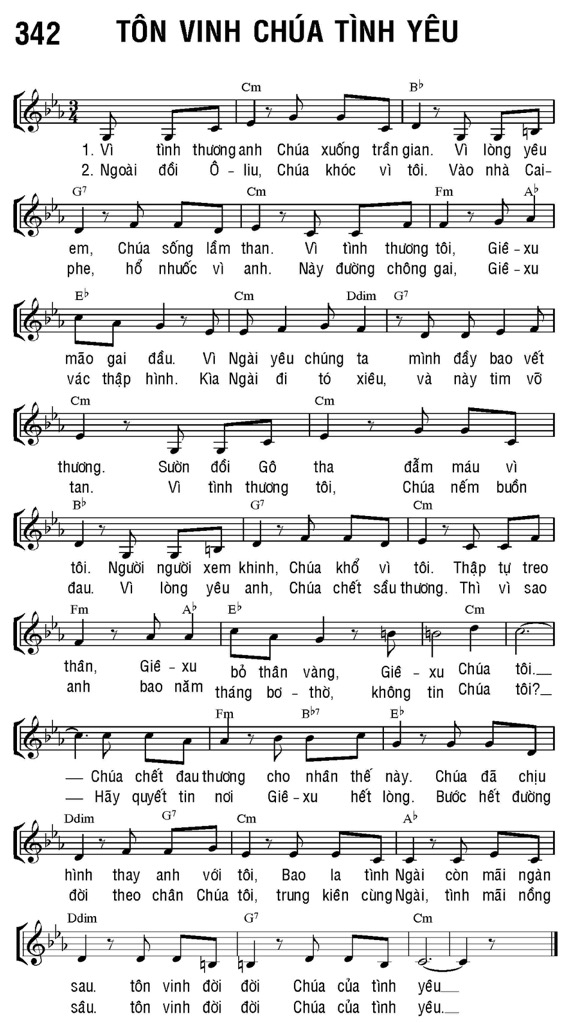 342 TÔN VINH CHÚA TÌNH YÊU
Cm B♭
1. Vì tình thương anh Chúa xuống trần gian. Vì lòng yêu
2. Ngoài đồi Ô-liu, Chúa khóc vì tôi. Vào nhà Cai-
G7 Cm Fm A♭
em, Chúa sống lầm than. Vì tình thương tôi, Giê-xu
phe, hổ nhuốc vì anh. Này đường chông gai, Giê-xu
E♭ Cm Ddim G7
mão gai đầu. Vì Ngài yêu chúng ta mình đầy bao vết
vác thập hình. Kìa Ngài đi tó xiêu, và này tim vỡ
Cm Cm
thương. Sườn đồi Gô tha đẫm máu vì
tan. Vì tình thương tôi, Chúa nếm buồn
B♭ G7 Cm
tôi. Người người xem khinh, Chúa khổ vì tôi. Thập tự treo
đau. Vì lòng yêu anh, Chúa chết sầu thương. Thì vì sao
Fm A♭ E♭ Cm
thân, Giê-xu bỏ thân vàng, Giê-xu Chúa tôi.
anh bao năm tháng bơ-thờ, không tin Chúa tôi?
Fm B♭7 E♭
Chúa chết đau thương cho nhân thế này. Chúa đã chịu
Hãy quyết tin nơi Giê-xu hết lòng. Bước hết đường
Ddim G7 Cm A♭
hình thay anh với tôi, Bao la tình Ngài còn mãi ngàn
đời theo chân Chúa tôi, trung kiên cùng Ngài, tình mãi nồng
Ddim G7 Cm
sau. tôn vinh đời đời Chúa của tình yêu
sâu. tôn vinh đời đời Chúa của tình yêu.